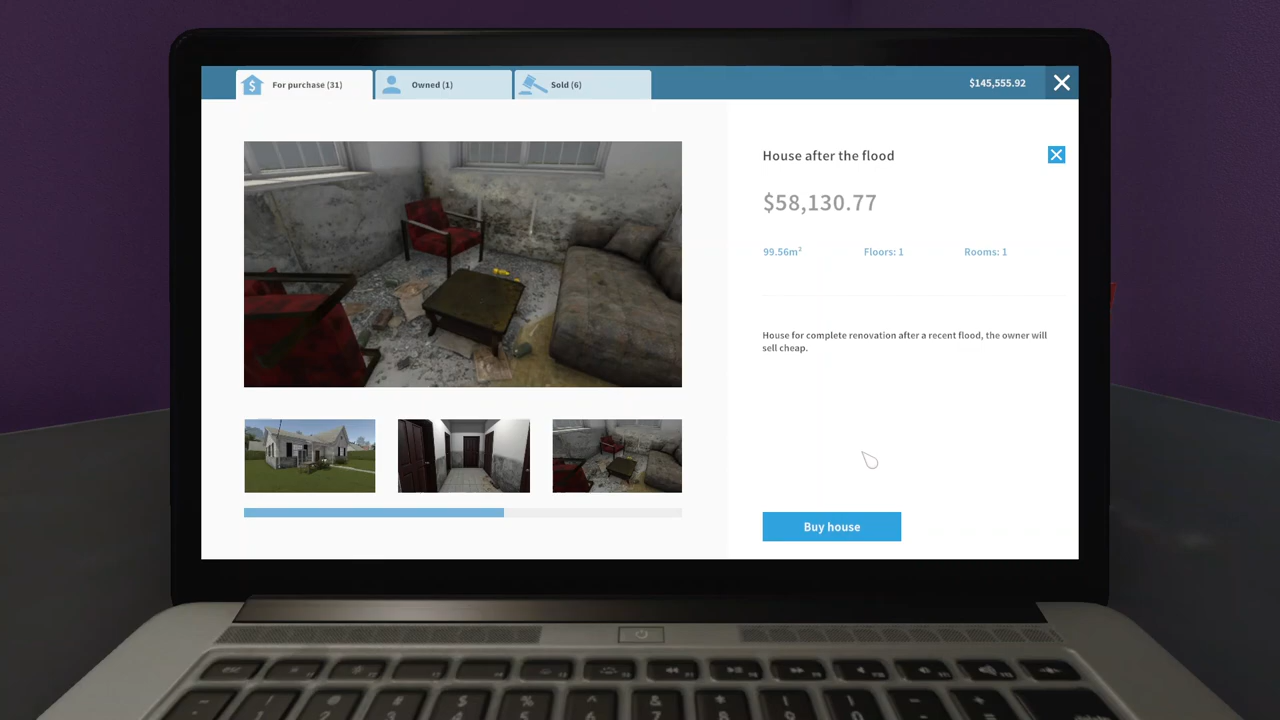 For purchase (31)
Owned (1)
Sold (6)
$145,555.92
House after the flood
$58,130.77
99.56m²
Floors: 1
Rooms: 1
House for complete renovation after a recent flood, the owner will
sell cheap.
Buy house
esc
$
^
&
*